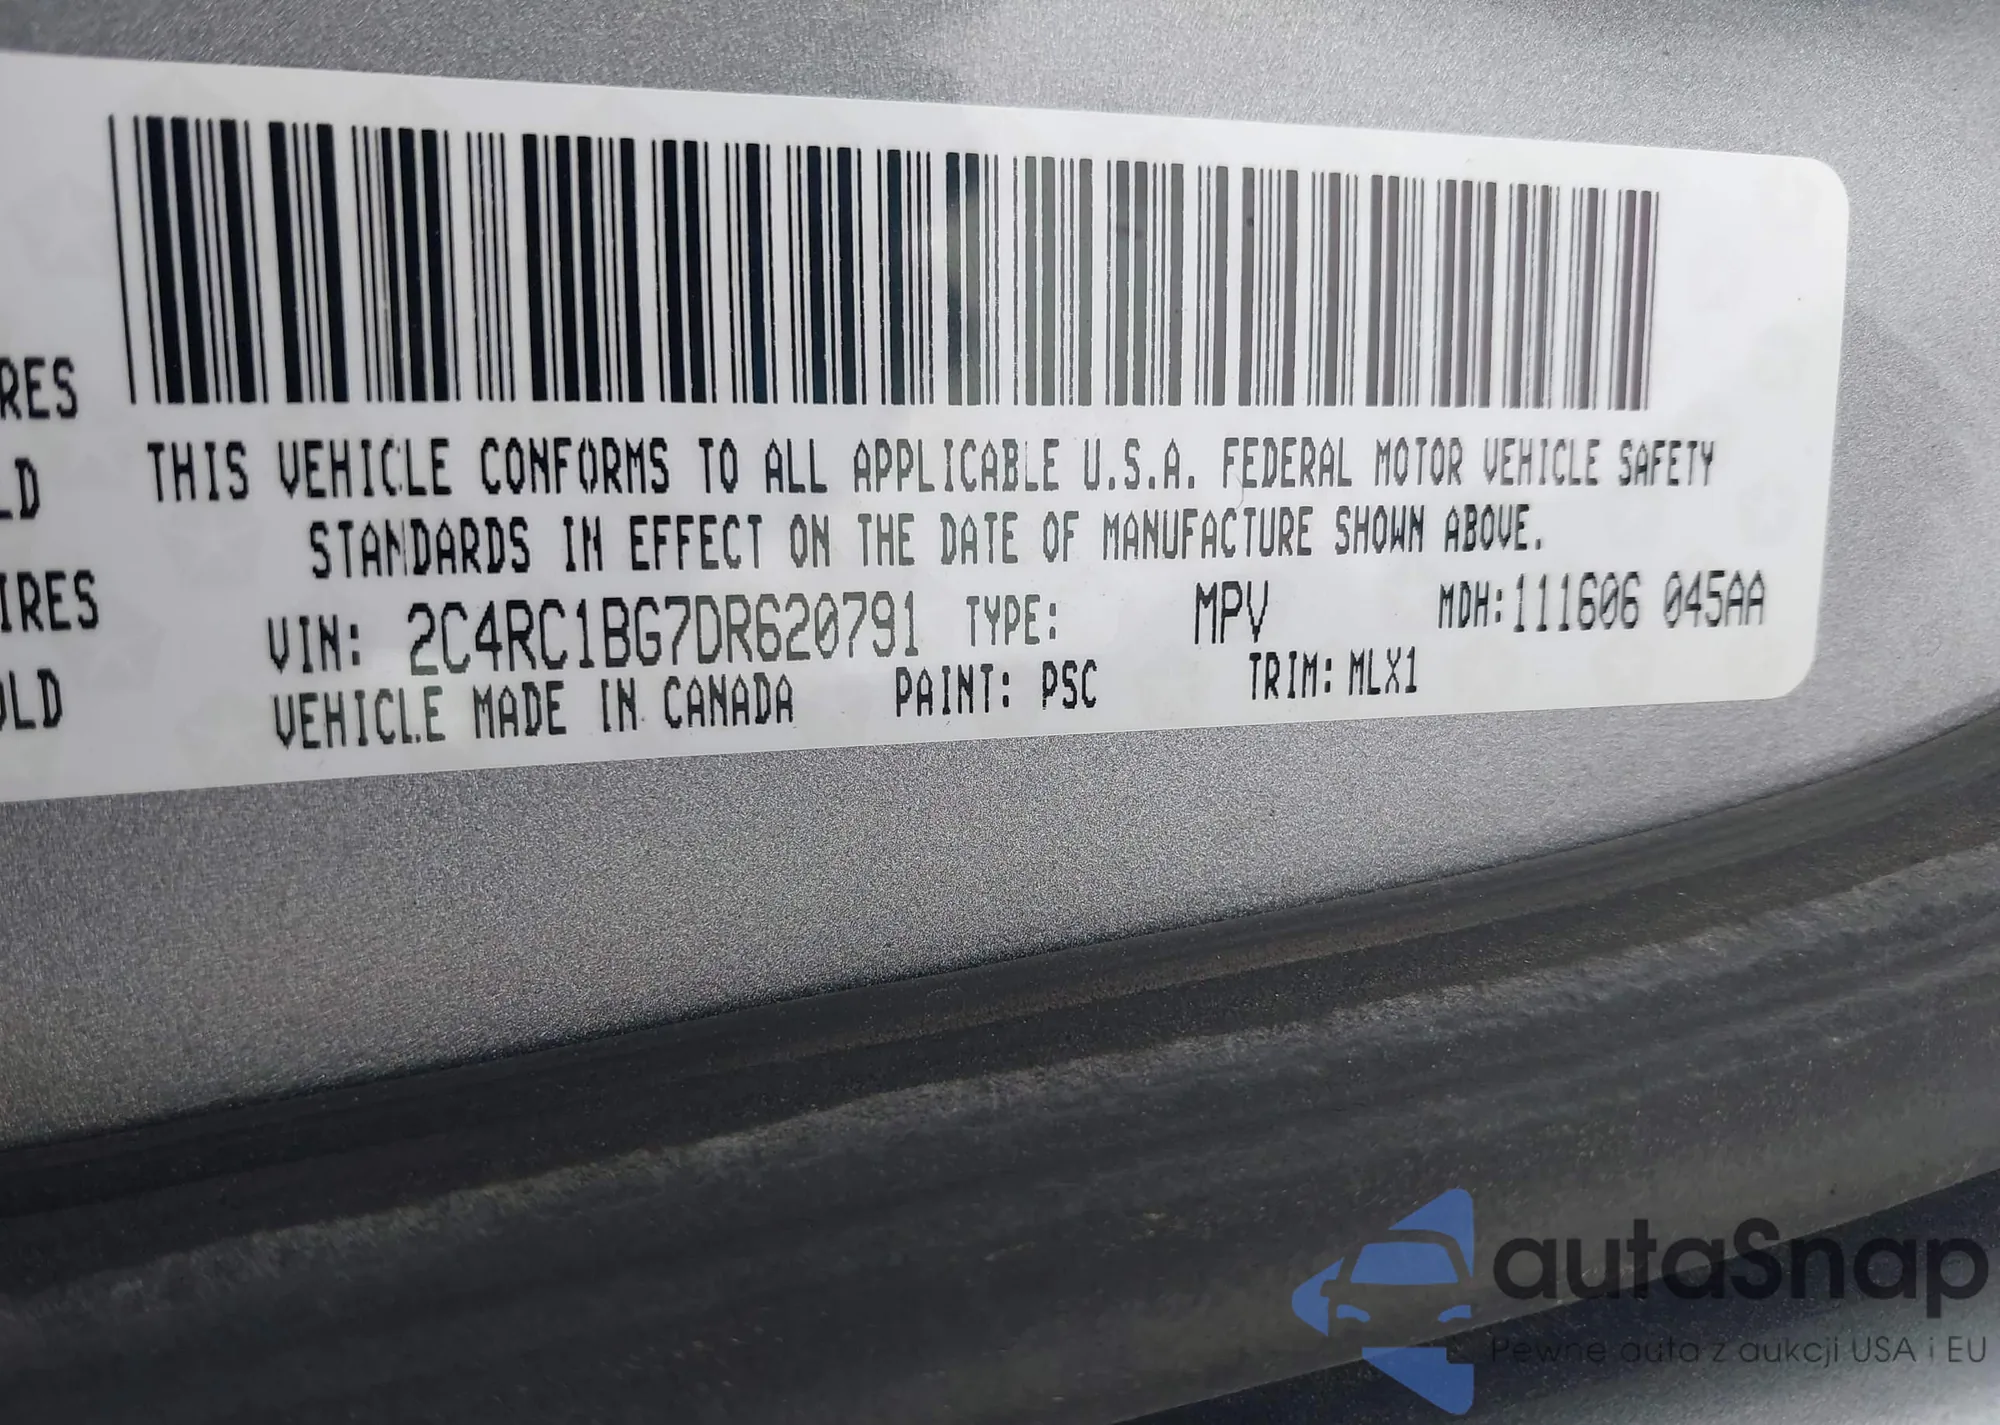 RES
LD
IRES
OLD
THIS VEHICLE CONFORMS TO ALL APPLICABLE U.S.A. FEDERAL MOTOR VEHICLE SAFETY
STANDARDS IN EFFECT ON THE DATE OF MANUFACTURE SHOWN ABOVE.
VIN: 2C4RC1BG7DR620791 TYPE: MPV MDH:111606 045AA
VEHICLE MADE IN CANADA PAINT: PSC TRIM: MLX1
autaSnap
Pewne auta z aukcji USA i EU